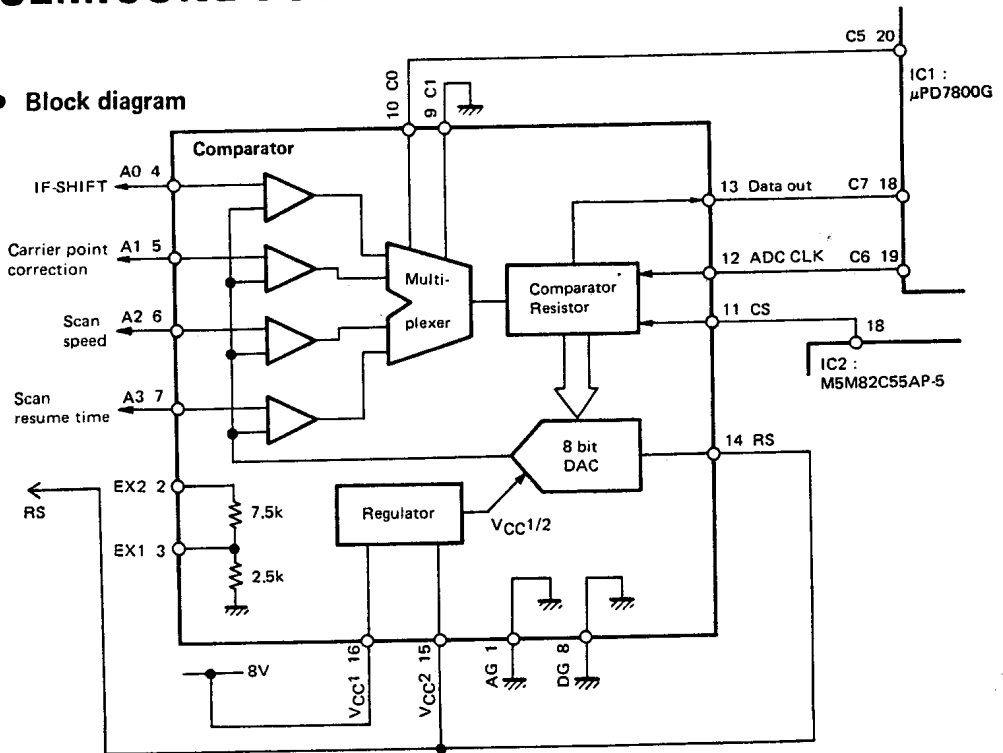 • Block diagram
C5 20
IC1 :
μPD7800G
10 C0
9 C1
Comparator
A0 4
IF-SHIFT
13 Data out
C7 18
A1 5
Carrier point
correction
Multi-
plexer
Comparator
Resistor
12 ADC CLK
C6 19
11 CS
18
A2 6
Scan
speed
IC2 :
M5M82C55AP-5
A3 7
Scan
resume time
8 bit
DAC
14 RS
EX2 2
RS
7.5k
Regulator
VCC1/2
EX1 3
2.5k
8V
VCC1 16
VCC2 15
AG 1
DG 8